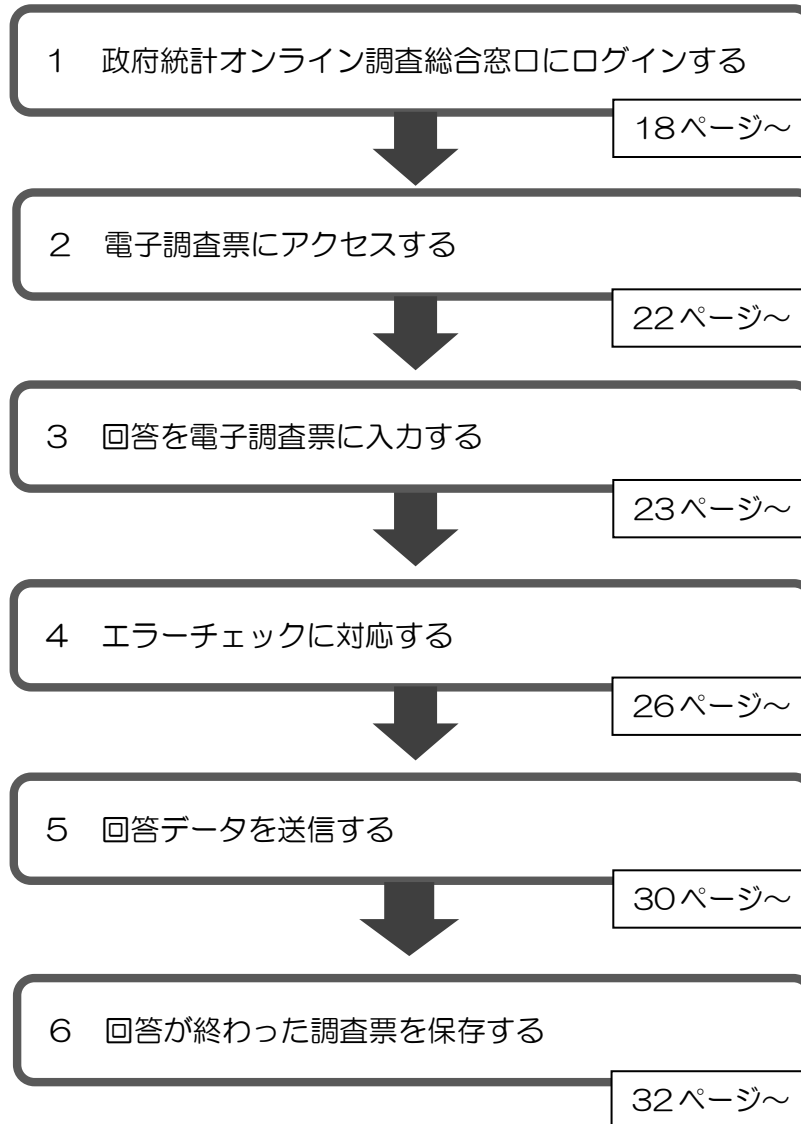 １　政府統計オンライン調査総合窓口にログインする
18ページ～
２　電子調査票にアクセスする
22ページ～
３　回答を電子調査票に入力する
23ページ～
４　エラーチェックに対応する
26ページ～
５　回答データを送信する
30ページ～
６　回答が終わった調査票を保存する
32ページ～